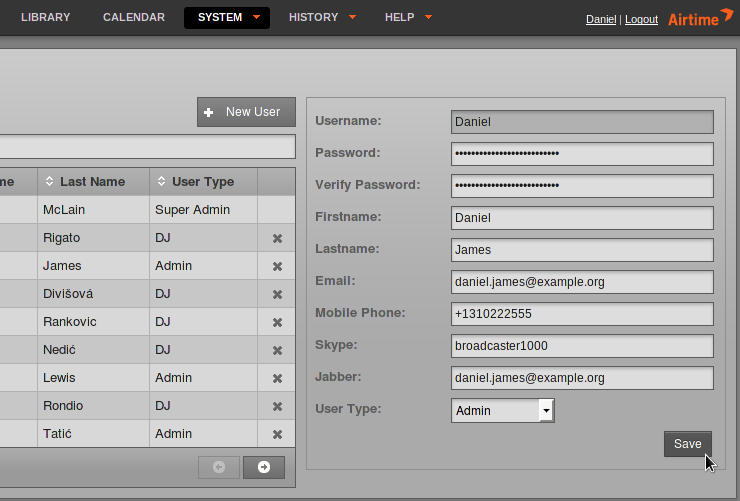 LIBRARY CALENDAR SYSTEM HISTORY HELP Daniel | Logout Airtime
New User
me Last Name User Type
McLain Super Admin
Rigato DJ
James Admin
Divišová DJ
Rankovic DJ
Nedić DJ
Lewis Admin
Rondio DJ
Tatić Admin
Username: Daniel
Password: ••••••••••••••••••••••••••
Verify Password: ••••••••••••••••••••••••••
Firstname: Daniel
Lastname: James
Email: daniel.james@example.org
Mobile Phone: +1310222555
Skype: broadcaster1000
Jabber: daniel.james@example.org
User Type: Admin
Save